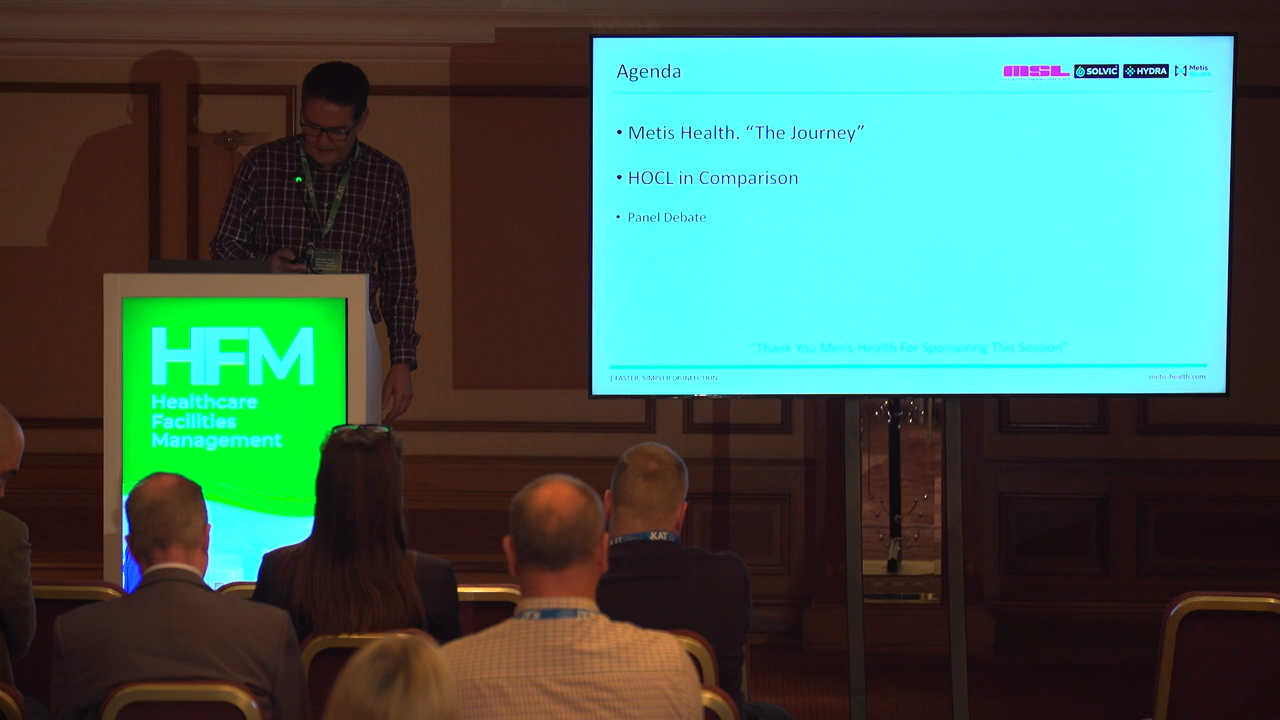 Agenda
MSL SOLVIC HYDRA Metis Health
• Metis Health. “The Journey”
• HOCL in Comparison
• Panel Debate
"Thank You Metis-Health For Sponsoring This Session"
| FASTER, SIMPLER DISINFECTION
metis-health.com
HFM
Healthcare
Facilities
Management
KAT